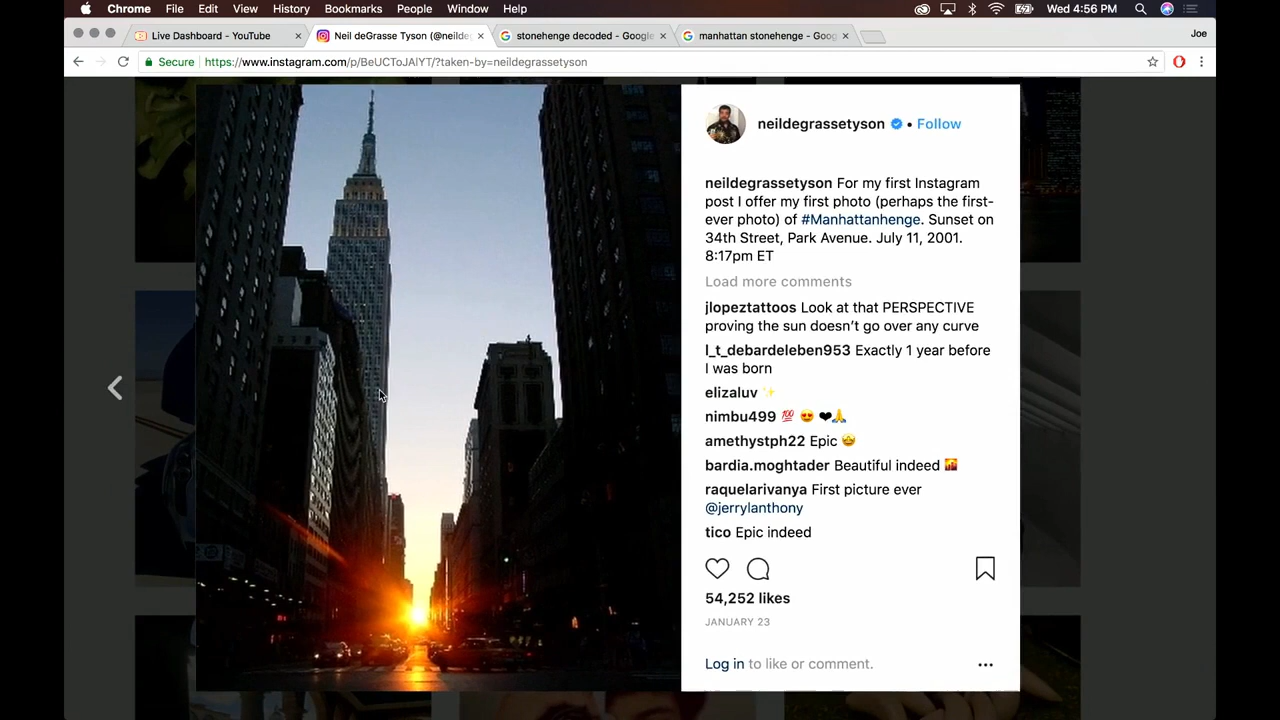 Chrome File Edit View History Bookmarks People Window Help Wed 4:56 PM
Live Dashboard - YouTube Neil deGrasse Tyson (@neilde stonehenge decoded - Google manhattan stonehenge - Goog Joe
Secure https://www.instagram.com/p/BeUCToJAlYT/?taken-by=neildegrassetyson
neildegrassetyson • Follow
neildegrassetyson For my first Instagram
post I offer my first photo (perhaps the first-
ever photo) of #Manhattanhenge. Sunset on
34th Street, Park Avenue. July 11, 2001.
8:17pm ET
Load more comments
jlopeztattoos Look at that PERSPECTIVE
proving the sun doesn't go over any curve
l_t_debardeleben953 Exactly 1 year before
I was born
elizaluv ✨
nimbu499 💯 😍 ❤🙏
amethystph22 Epic 🤩
bardia.moghtader Beautiful indeed 🌇
raquelarivanya First picture ever
@jerrylanthony
tico Epic indeed
54,252 likes
JANUARY 23
Log in to like or comment.